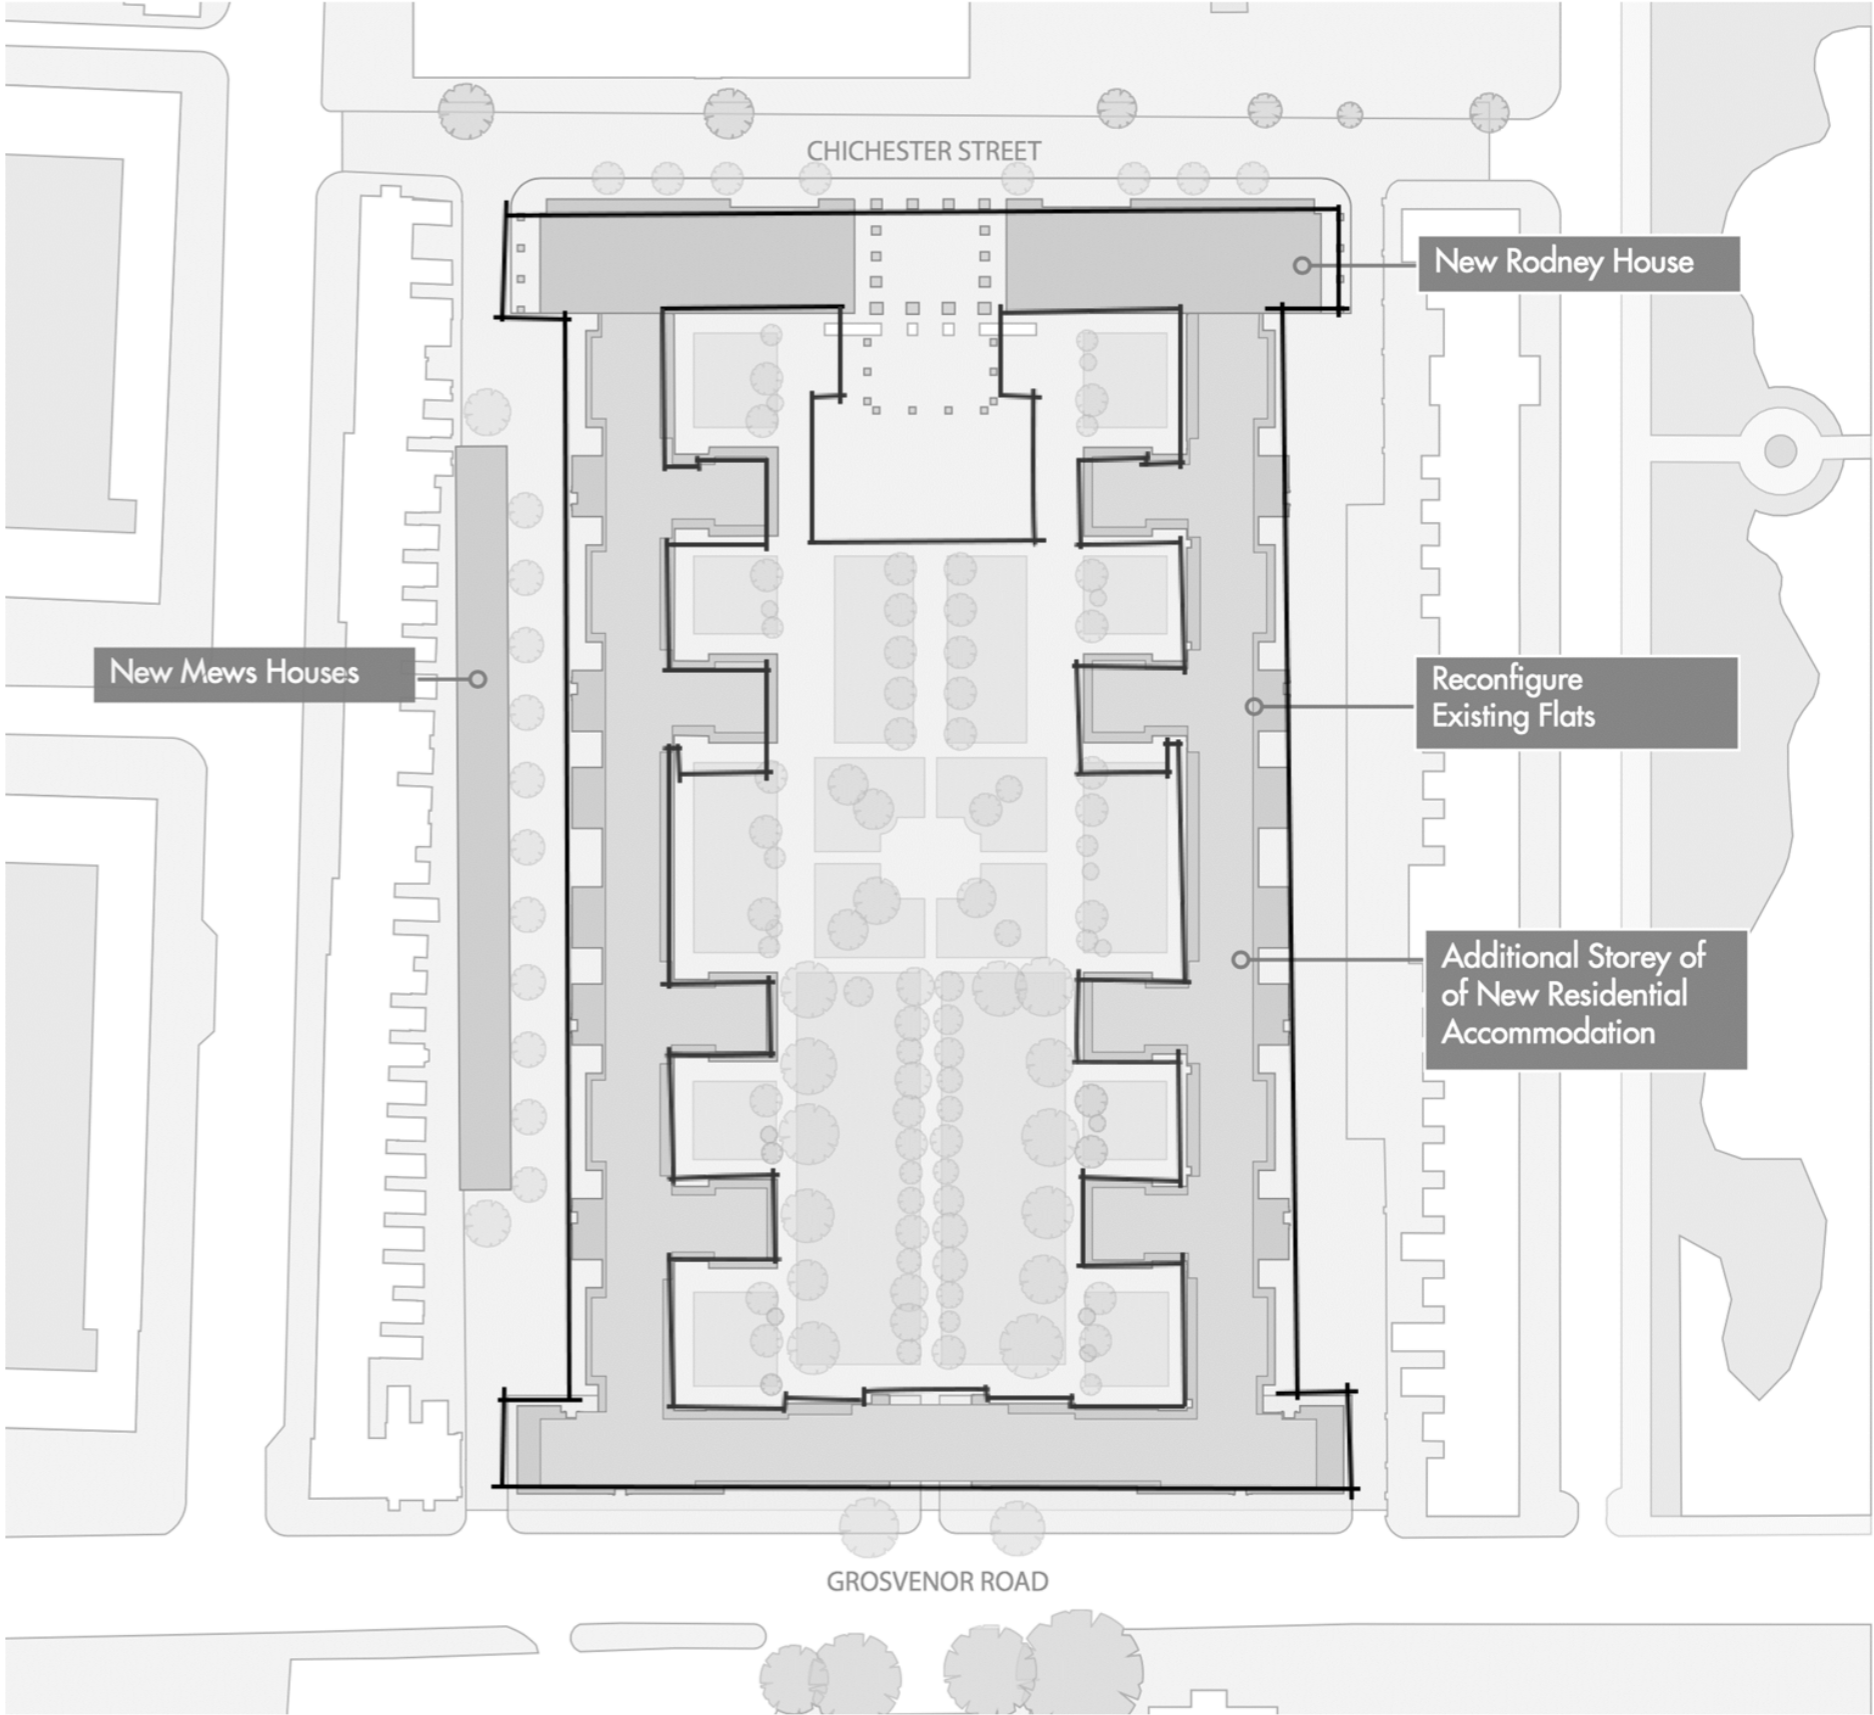 CHICHESTER STREET
New Rodney House
New Mews Houses
Reconfigure
Existing Flats
Additional Storey of
of New Residential
Accommodation
GROSVENOR ROAD